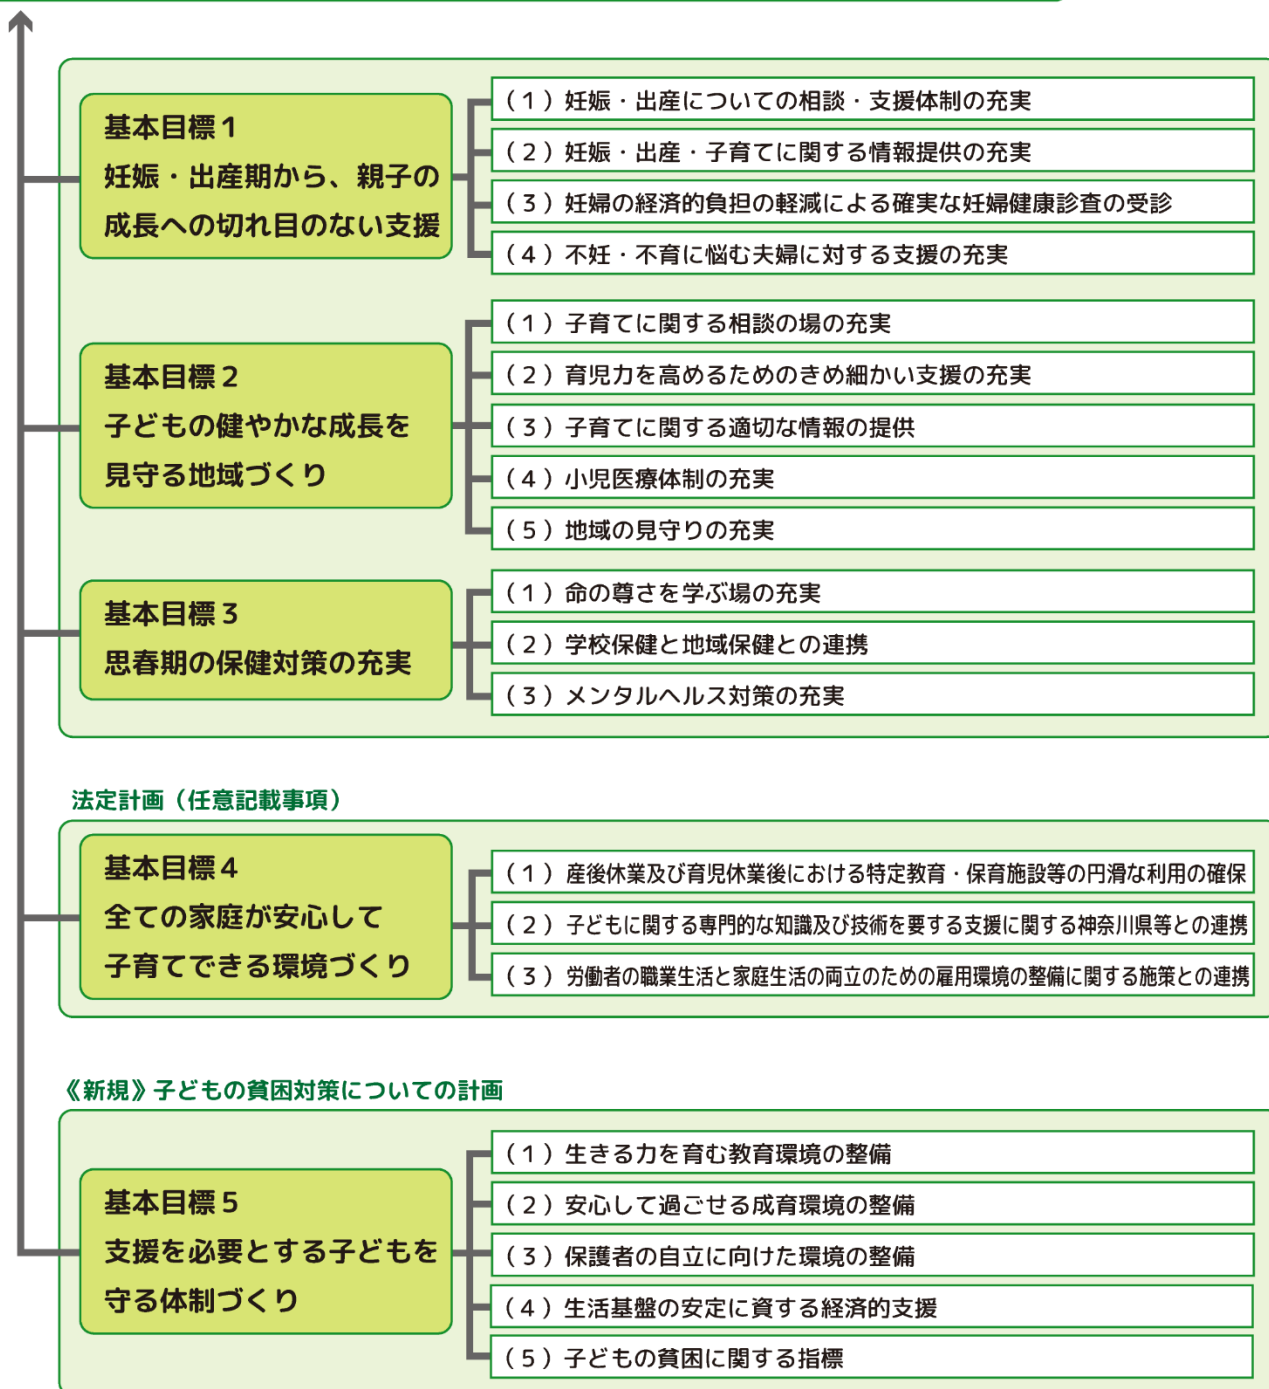 基本目標１
妊娠・出産期から、親子の
成長への切れ目のない支援
（１）妊娠・出産についての相談・支援体制の充実
（２）妊娠・出産・子育てに関する情報提供の充実
（３）妊婦の経済的負担の軽減による確実な妊婦健康診査の受診
（４）不妊・不育に悩む夫婦に対する支援の充実
基本目標２
子どもの健やかな成長を
見守る地域づくり
（１）子育てに関する相談の場の充実
（２）育児力を高めるためのきめ細かい支援の充実
（３）子育てに関する適切な情報の提供
（４）小児医療体制の充実
（５）地域の見守りの充実
基本目標３
思春期の保健対策の充実
（１）命の尊さを学ぶ場の充実
（２）学校保健と地域保健との連携
（３）メンタルヘルス対策の充実
法定計画（任意記載事項）
基本目標４
全ての家庭が安心して
子育てできる環境づくり
（１）産後休業及び育児休業後における特定教育・保育施設等の円滑な利用の確保
（２）子どもに関する専門的な知識及び技術を要する支援に関する神奈川県等との連携
（３）労働者の職業生活と家庭生活の両立のための雇用環境の整備に関する施策との連携
《新規》子どもの貧困対策についての計画
基本目標５
支援を必要とする子どもを
守る体制づくり
（１）生きる力を育む教育環境の整備
（２）安心して過ごせる成育環境の整備
（３）保護者の自立に向けた環境の整備
（４）生活基盤の安定に資する経済的支援
（５）子どもの貧困に関する指標